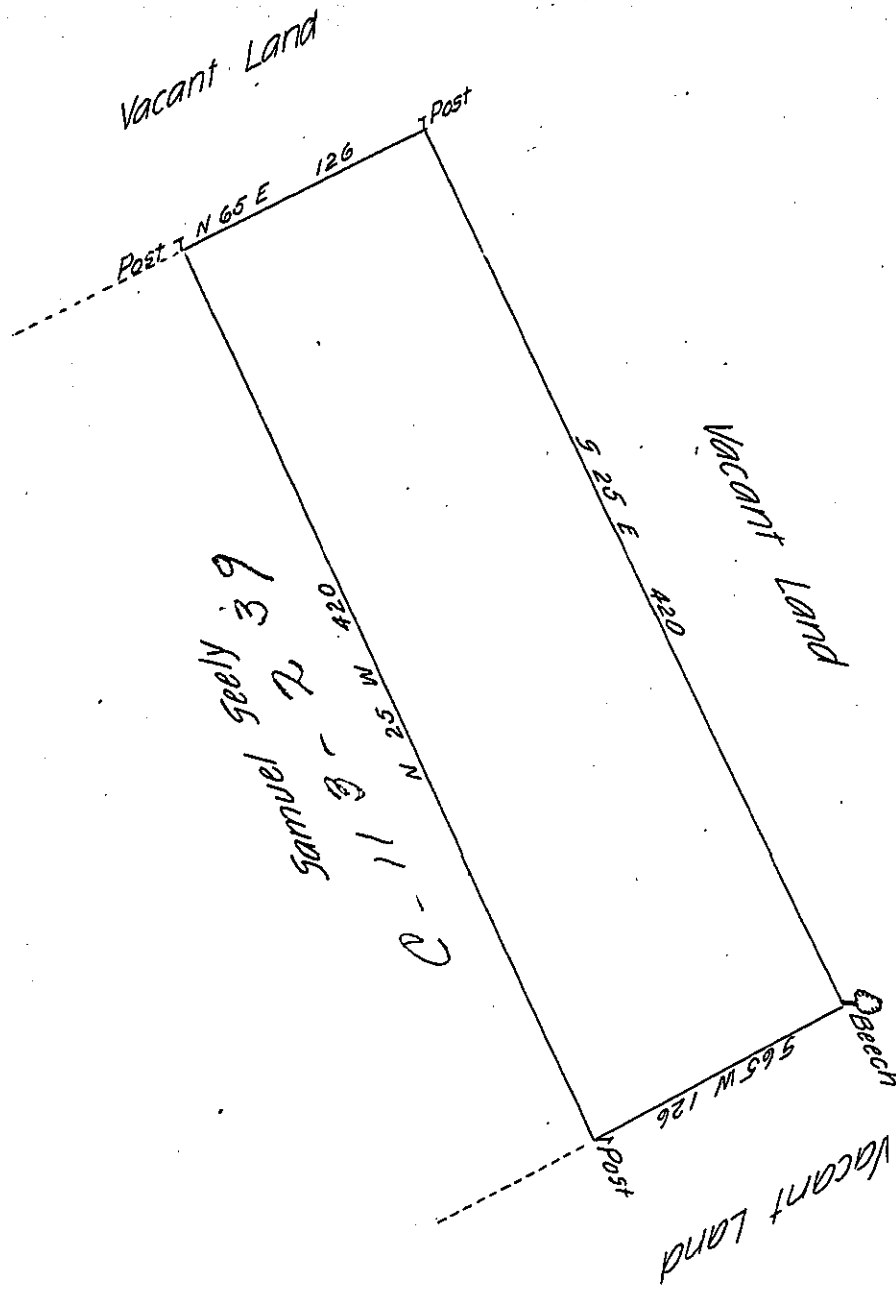 Vacant Land
Post
N 65 E 126
Post
S 25 E 420
Vacant Land
N 25 W 420
Samuel Seely 39
C - 113 - 2
Beech
S 65 W 126
Post
Vacant Land